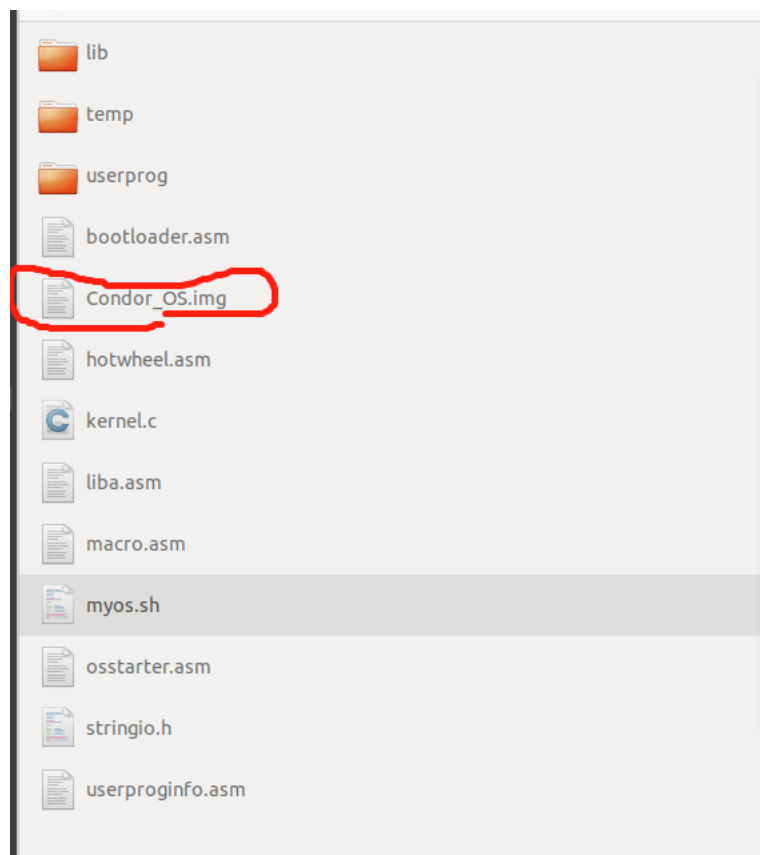 lib
temp
userprog
bootloader.asm
Condor_OS.img
hotwheel.asm
kernel.c
liba.asm
macro.asm
myos.sh
osstarter.asm
stringio.h
userproginfo.asm